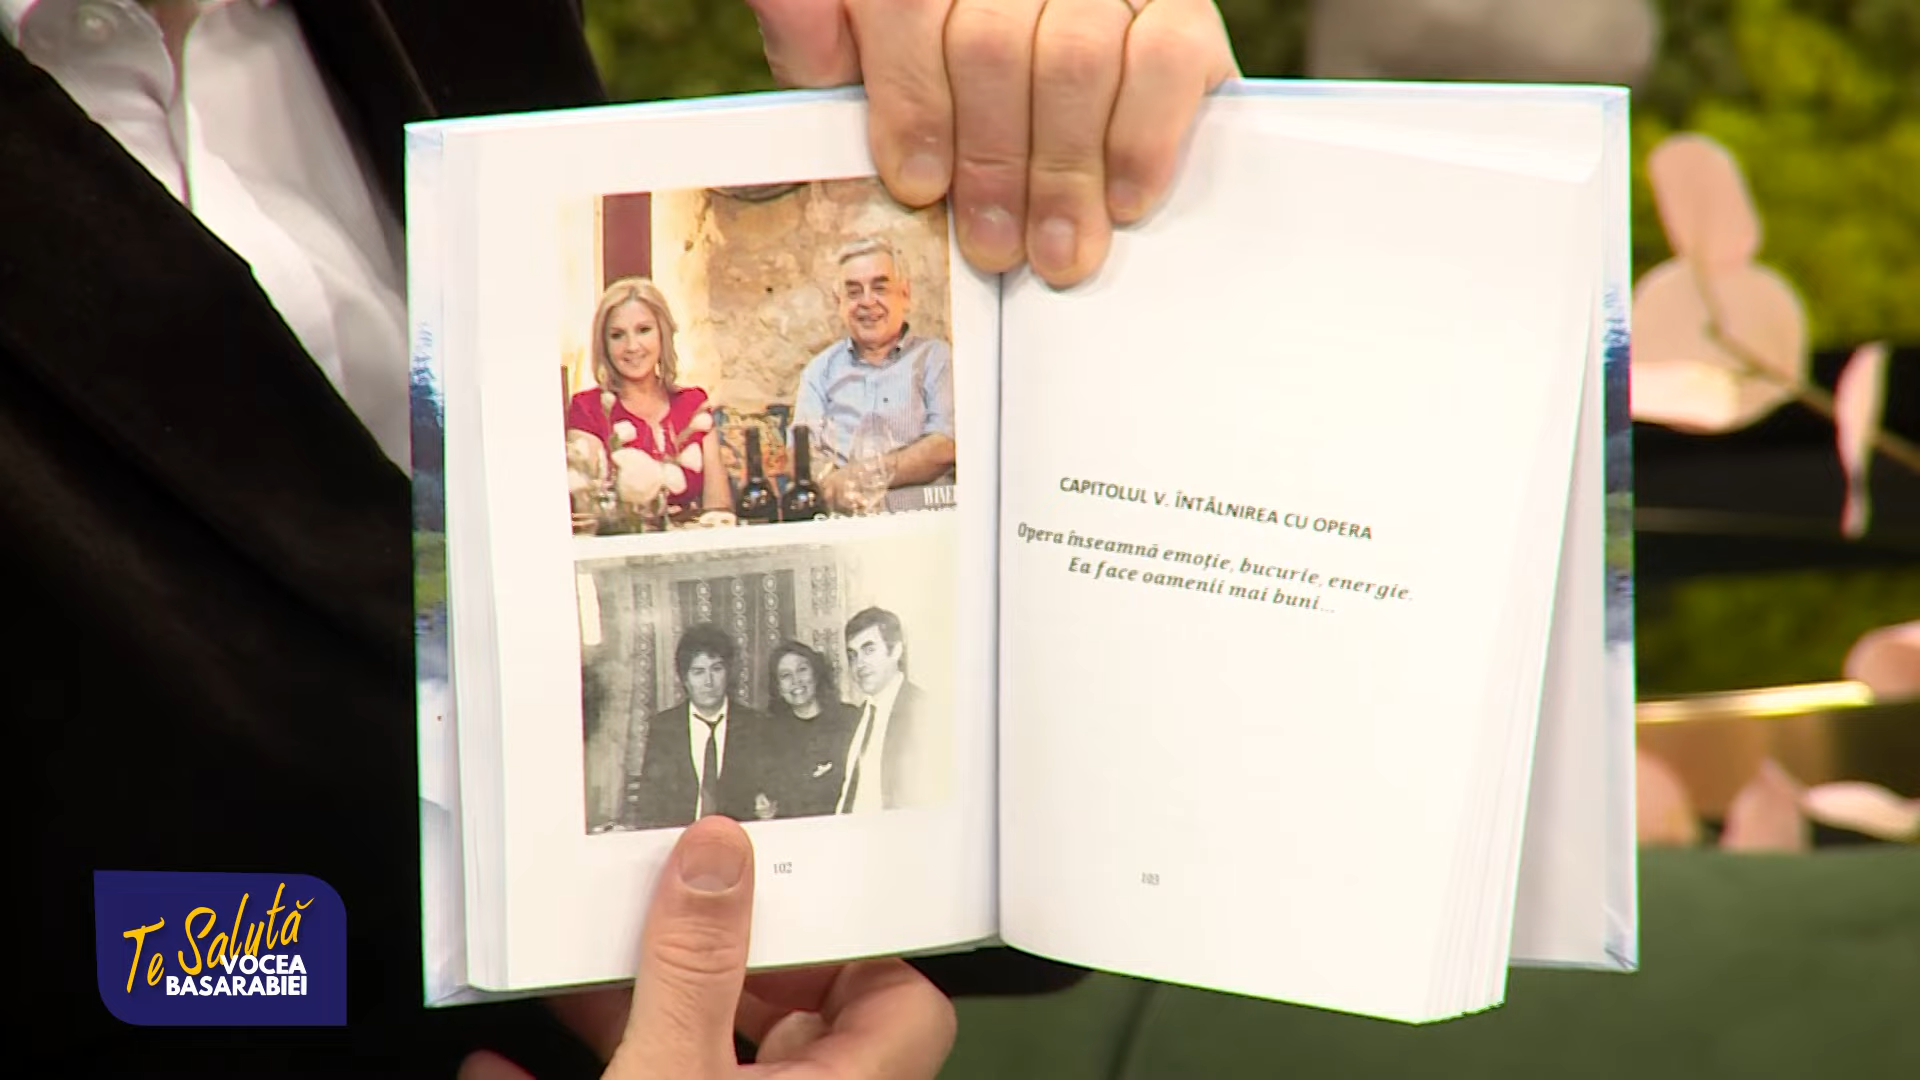 102
CAPITOLUL V. ÎNTÂLNIREA CU OPERA
Opera înseamnă emoție, bucurie, energie.
Ea face oamenii mai buni...
103
Te Salută
VOCEA
BASARABIEI